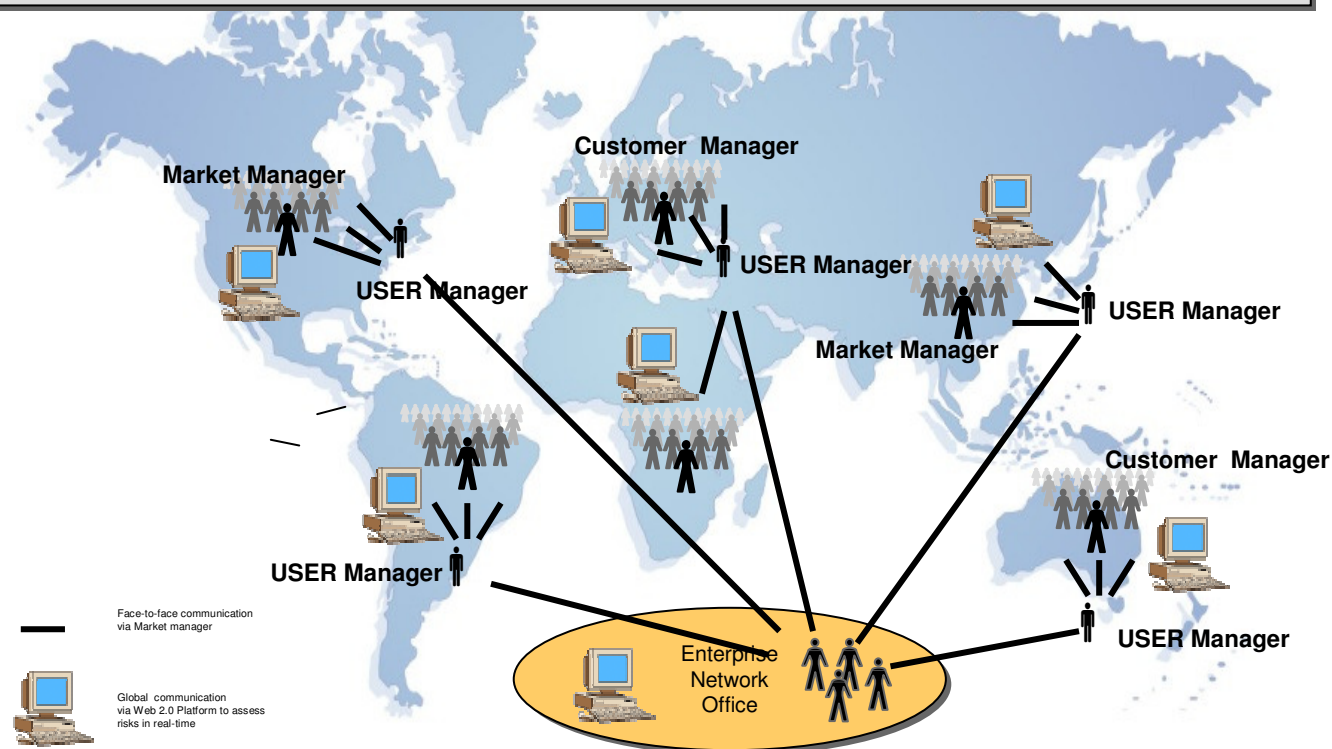 Customer  Manager
Market Manager
USER Manager
USER Manager
USER Manager
Market Manager
Customer  Manager
USER Manager
USER Manager
Enterprise
Network
Office
Face-to-face communication
via Market manager
Global  communication
via Web 2.0 Platform to assess
risks in real-time